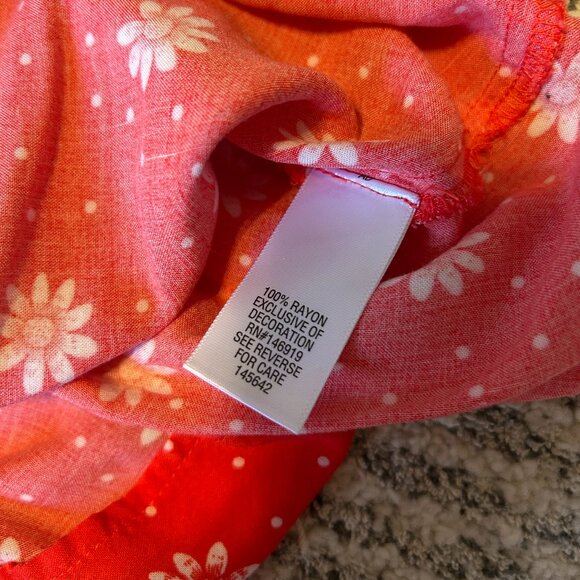 100% RAYON
EXCLUSIVE OF
DECORATION
RN#146919
SEE REVERSE
FOR CARE
145642